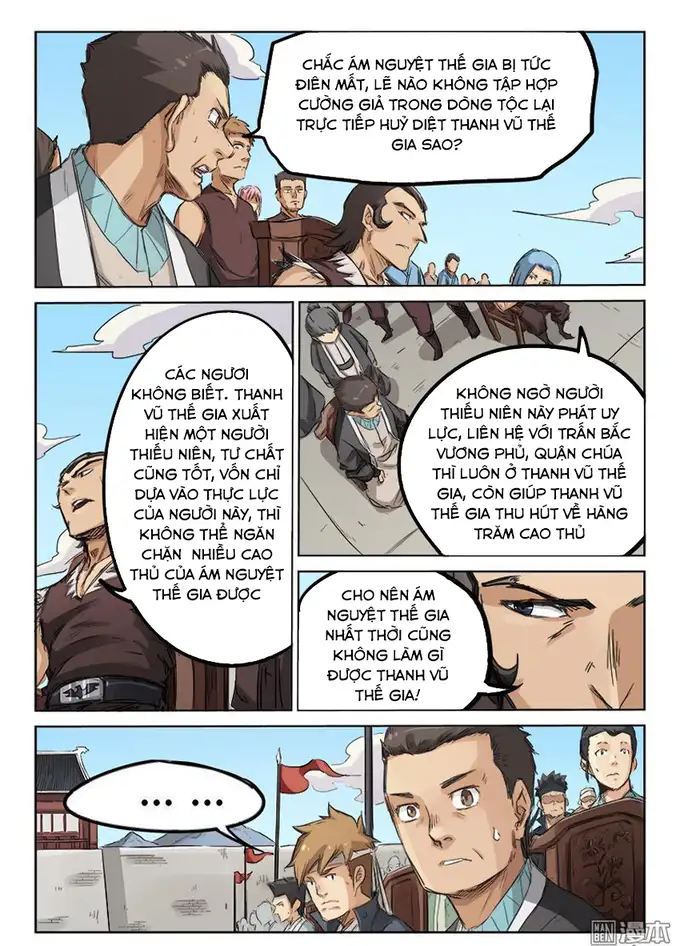 CHẮC ÁM NGUYỆT THẾ GIA BỊ TỨC
ĐIÊN MẤT, LẼ NÀO KHÔNG TẬP HỢP
CƯỜNG GIẢ TRONG DÒNG TỘC LẠI
TRỰC TIẾP HUỶ DIỆT THANH VŨ THẾ
GIA SAO?
CÁC NGƯƠI
KHÔNG BIẾT. THANH
VŨ THẾ GIA XUẤT
HIỆN MỘT NGƯỜI
THIẾU NIÊN, TƯ CHẤT
CŨNG TỐT, VỐN CHỈ
DỰA VÀO THỰC LỰC
CỦA NGƯỜI NÀY, THÌ
KHÔNG THỂ NGĂN
CHẶN NHIỀU CAO
THỦ CỦA ÁM NGUYỆT
THẾ GIA ĐƯỢC
KHÔNG NGỜ NGƯỜI
THIẾU NIÊN NÀY PHÁT UY
LỰC, LIÊN HỆ VỚI TRẤN BẮC
VƯƠNG PHỦ, QUẬN CHÚA
THÌ LUÔN Ở THANH VŨ THẾ
GIA, CÒN GIÚP THANH VŨ
THẾ GIA THU HÚT VỀ HÀNG
TRĂM CAO THỦ
CHO NÊN ÁM
NGUYỆT THẾ GIA
NHẤT THỜI CŨNG
KHÔNG LÀM GÌ
ĐƯỢC THANH VŨ
THẾ GIA!
... ...
MAN
BEN 漫本